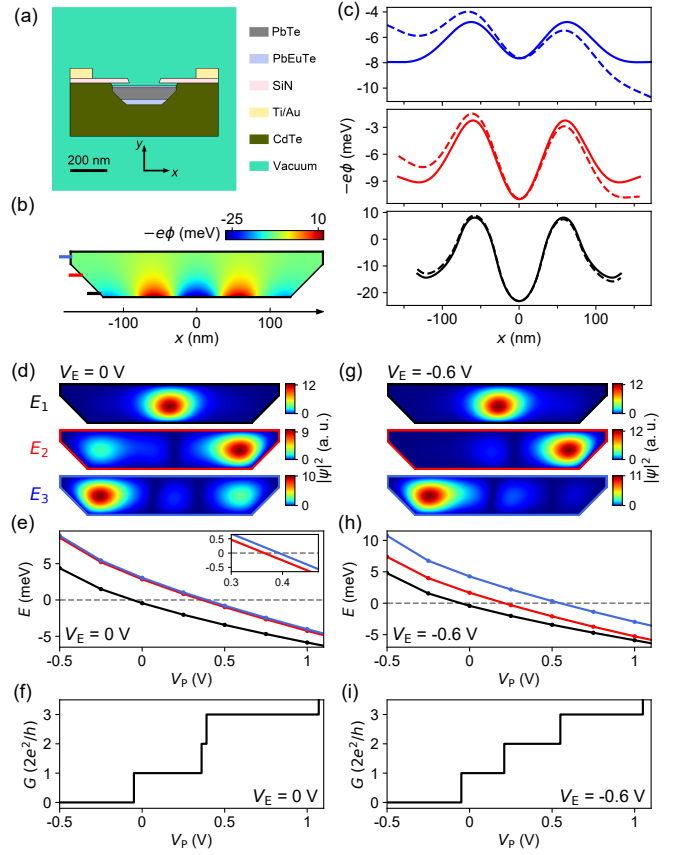 (a)
PbTe
PbEuTe
SiN
Ti/Au
CdTe
Vacuum
200 nm
y
x
(b)
−eϕ (meV)
-25 10
-100 0 100
x (nm)
(c)
-4
-6
-8
-10
-3
-6
-9
10
0
-10
-20
−eϕ (meV)
-100 0 100
x (nm)
(d)
V_E = 0 V
E_1
E_2
E_3
12
0
9
0
10
0
|ψ|^2 (a. u.)
(e)
5
0
-5
E (meV)
0.5
0
-0.5
0.3 0.4
V_E = 0 V
-0.5 0 0.5 1
V_P (V)
(f)
3
2
1
0
G (2e^2/h)
V_E = 0 V
-0.5 0 0.5 1
V_P (V)
(g)
V_E = -0.6 V
12
0
12
0
11
0
|ψ|^2 (a. u.)
(h)
10
5
0
-5
E (meV)
V_E = -0.6 V
-0.5 0 0.5 1
V_P (V)
(i)
3
2
1
0
G (2e^2/h)
V_E = -0.6 V
-0.5 0 0.5 1
V_P (V)